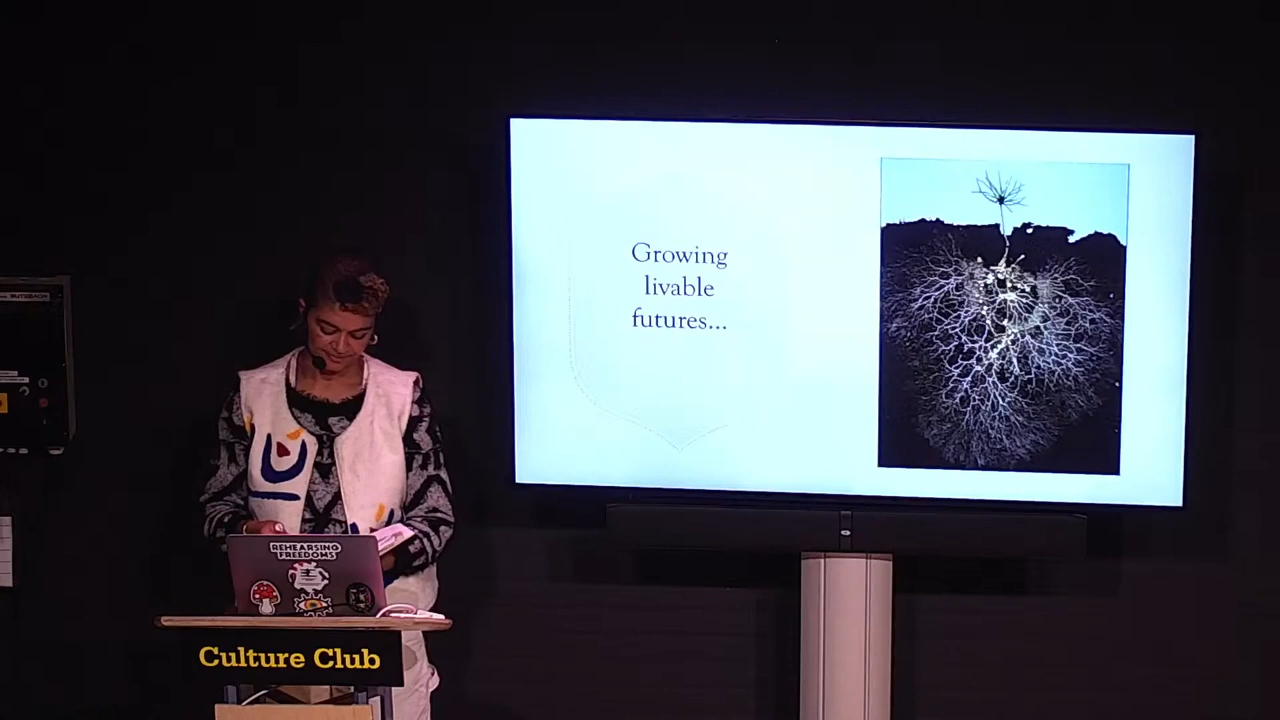 Growing
livable
futures...
REHEARSING
FREEDOMS
Culture Club